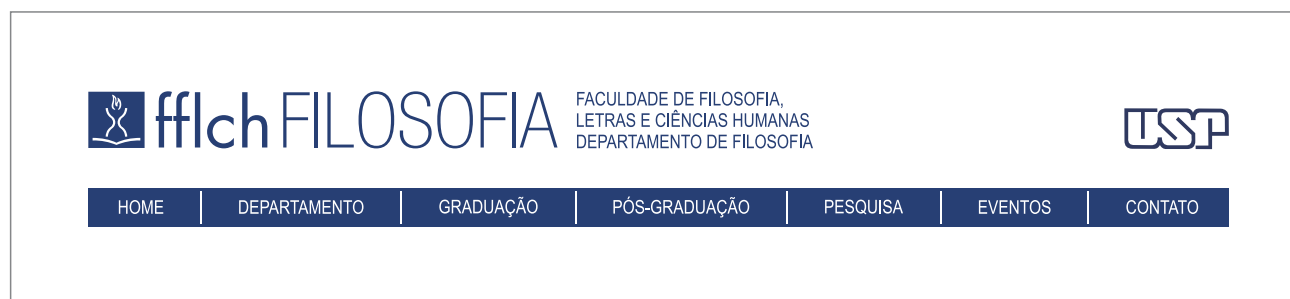 fflch FILOSOFIA
FACULDADE DE FILOSOFIA,
LETRAS E CIÊNCIAS HUMANAS
DEPARTAMENTO DE FILOSOFIA
USP
HOME DEPARTAMENTO GRADUAÇÃO PÓS-GRADUAÇÃO PESQUISA EVENTOS CONTATO